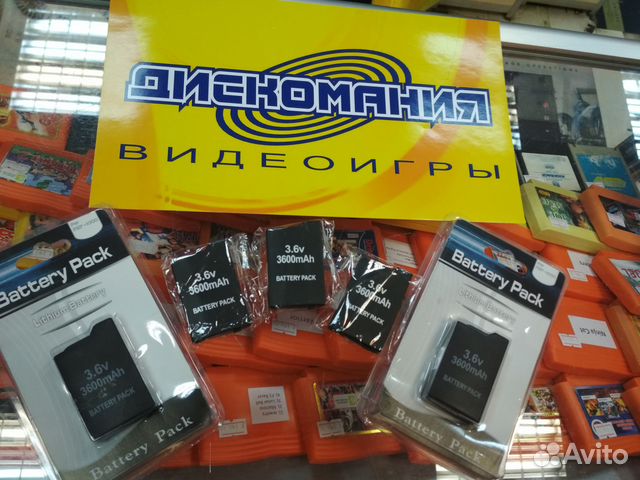 ДИСКОМАНИЯ
ВИДЕОИГРЫ
Battery Pack
Lithium-Battery
3.6v
3600mAh
BATTERY PACK
Battery Pack
3.6v
3600mAh
BATTERY PACK
3.6v
3600mAh
BATTERY PACK
3.6v
3600mAh
BATTERY PACK
Battery Pack
Lithium-Battery
3.6v
3600mAh
BATTERY PACK
Battery Pack
Ninja Cat
Avito